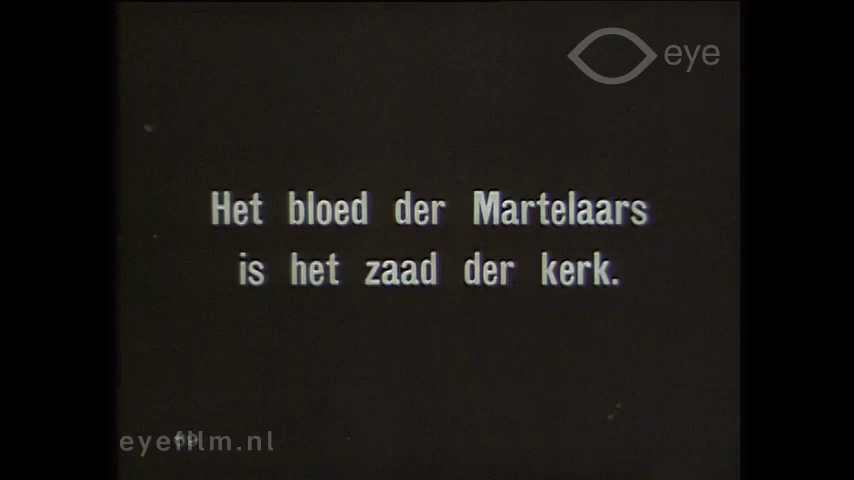 eye
Het bloed der Martelaars
is het zaad der kerk.
eyefilm.nl